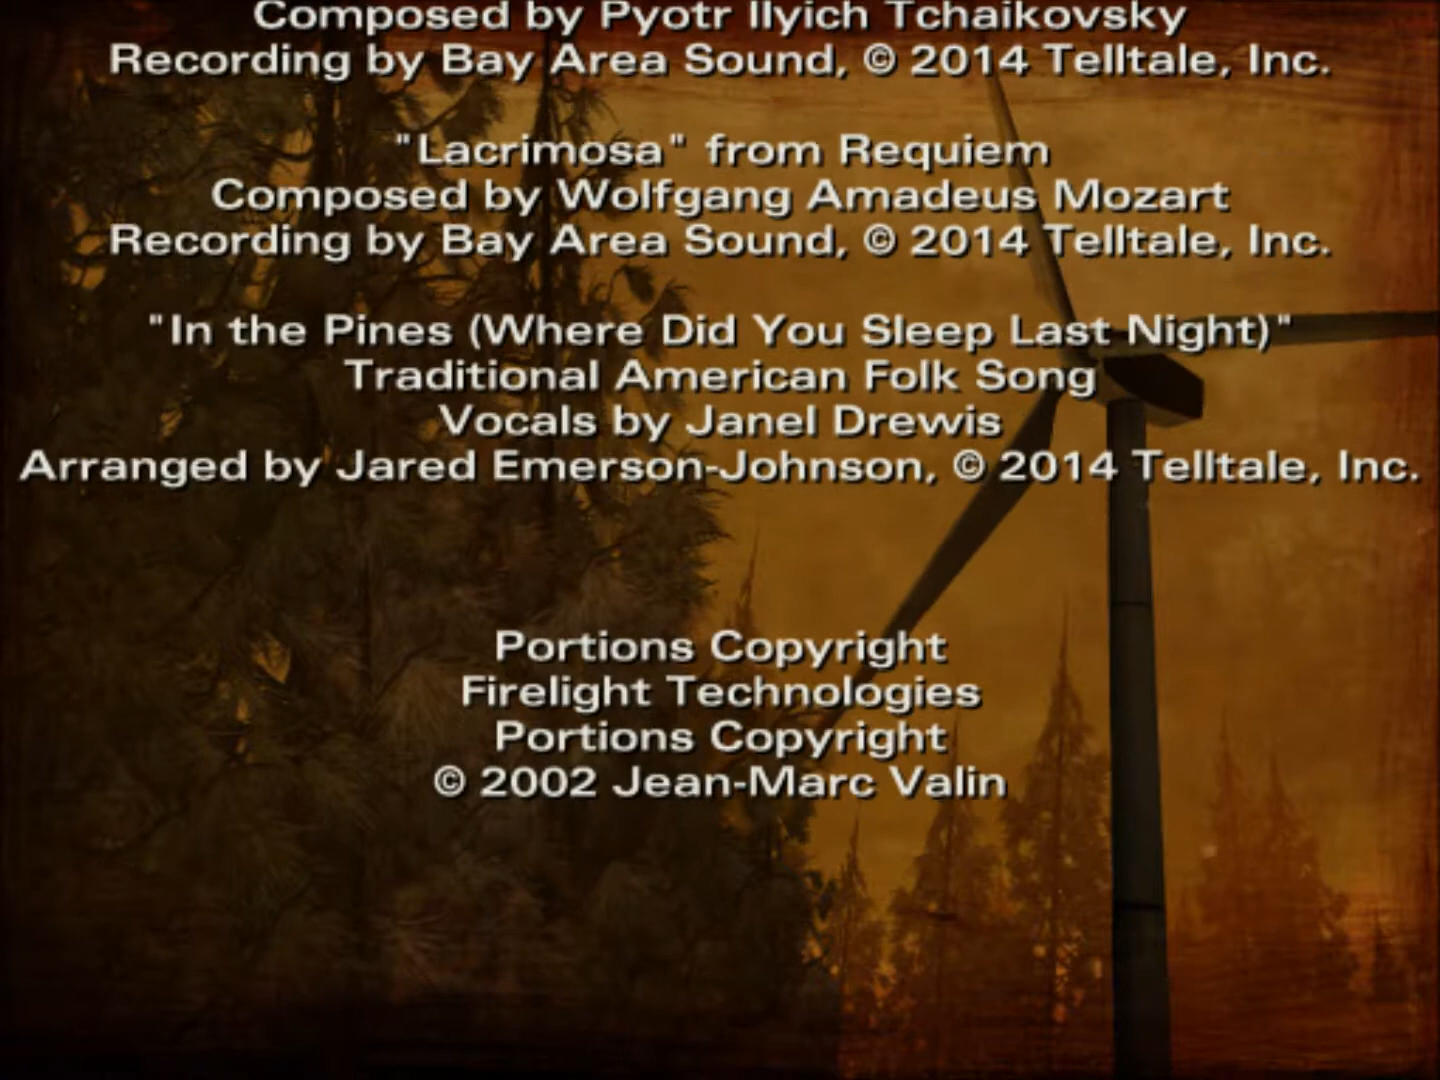 Composed by Pyotr Ilyich Tchaikovsky
Recording by Bay Area Sound, © 2014 Telltale, Inc.
"Lacrimosa" from Requiem
Composed by Wolfgang Amadeus Mozart
Recording by Bay Area Sound, © 2014 Telltale, Inc.
"In the Pines (Where Did You Sleep Last Night)"
Traditional American Folk Song
Vocals by Janel Drewis
Arranged by Jared Emerson-Johnson, © 2014 Telltale, Inc.
Portions Copyright
Firelight Technologies
Portions Copyright
© 2002 Jean-Marc Valin